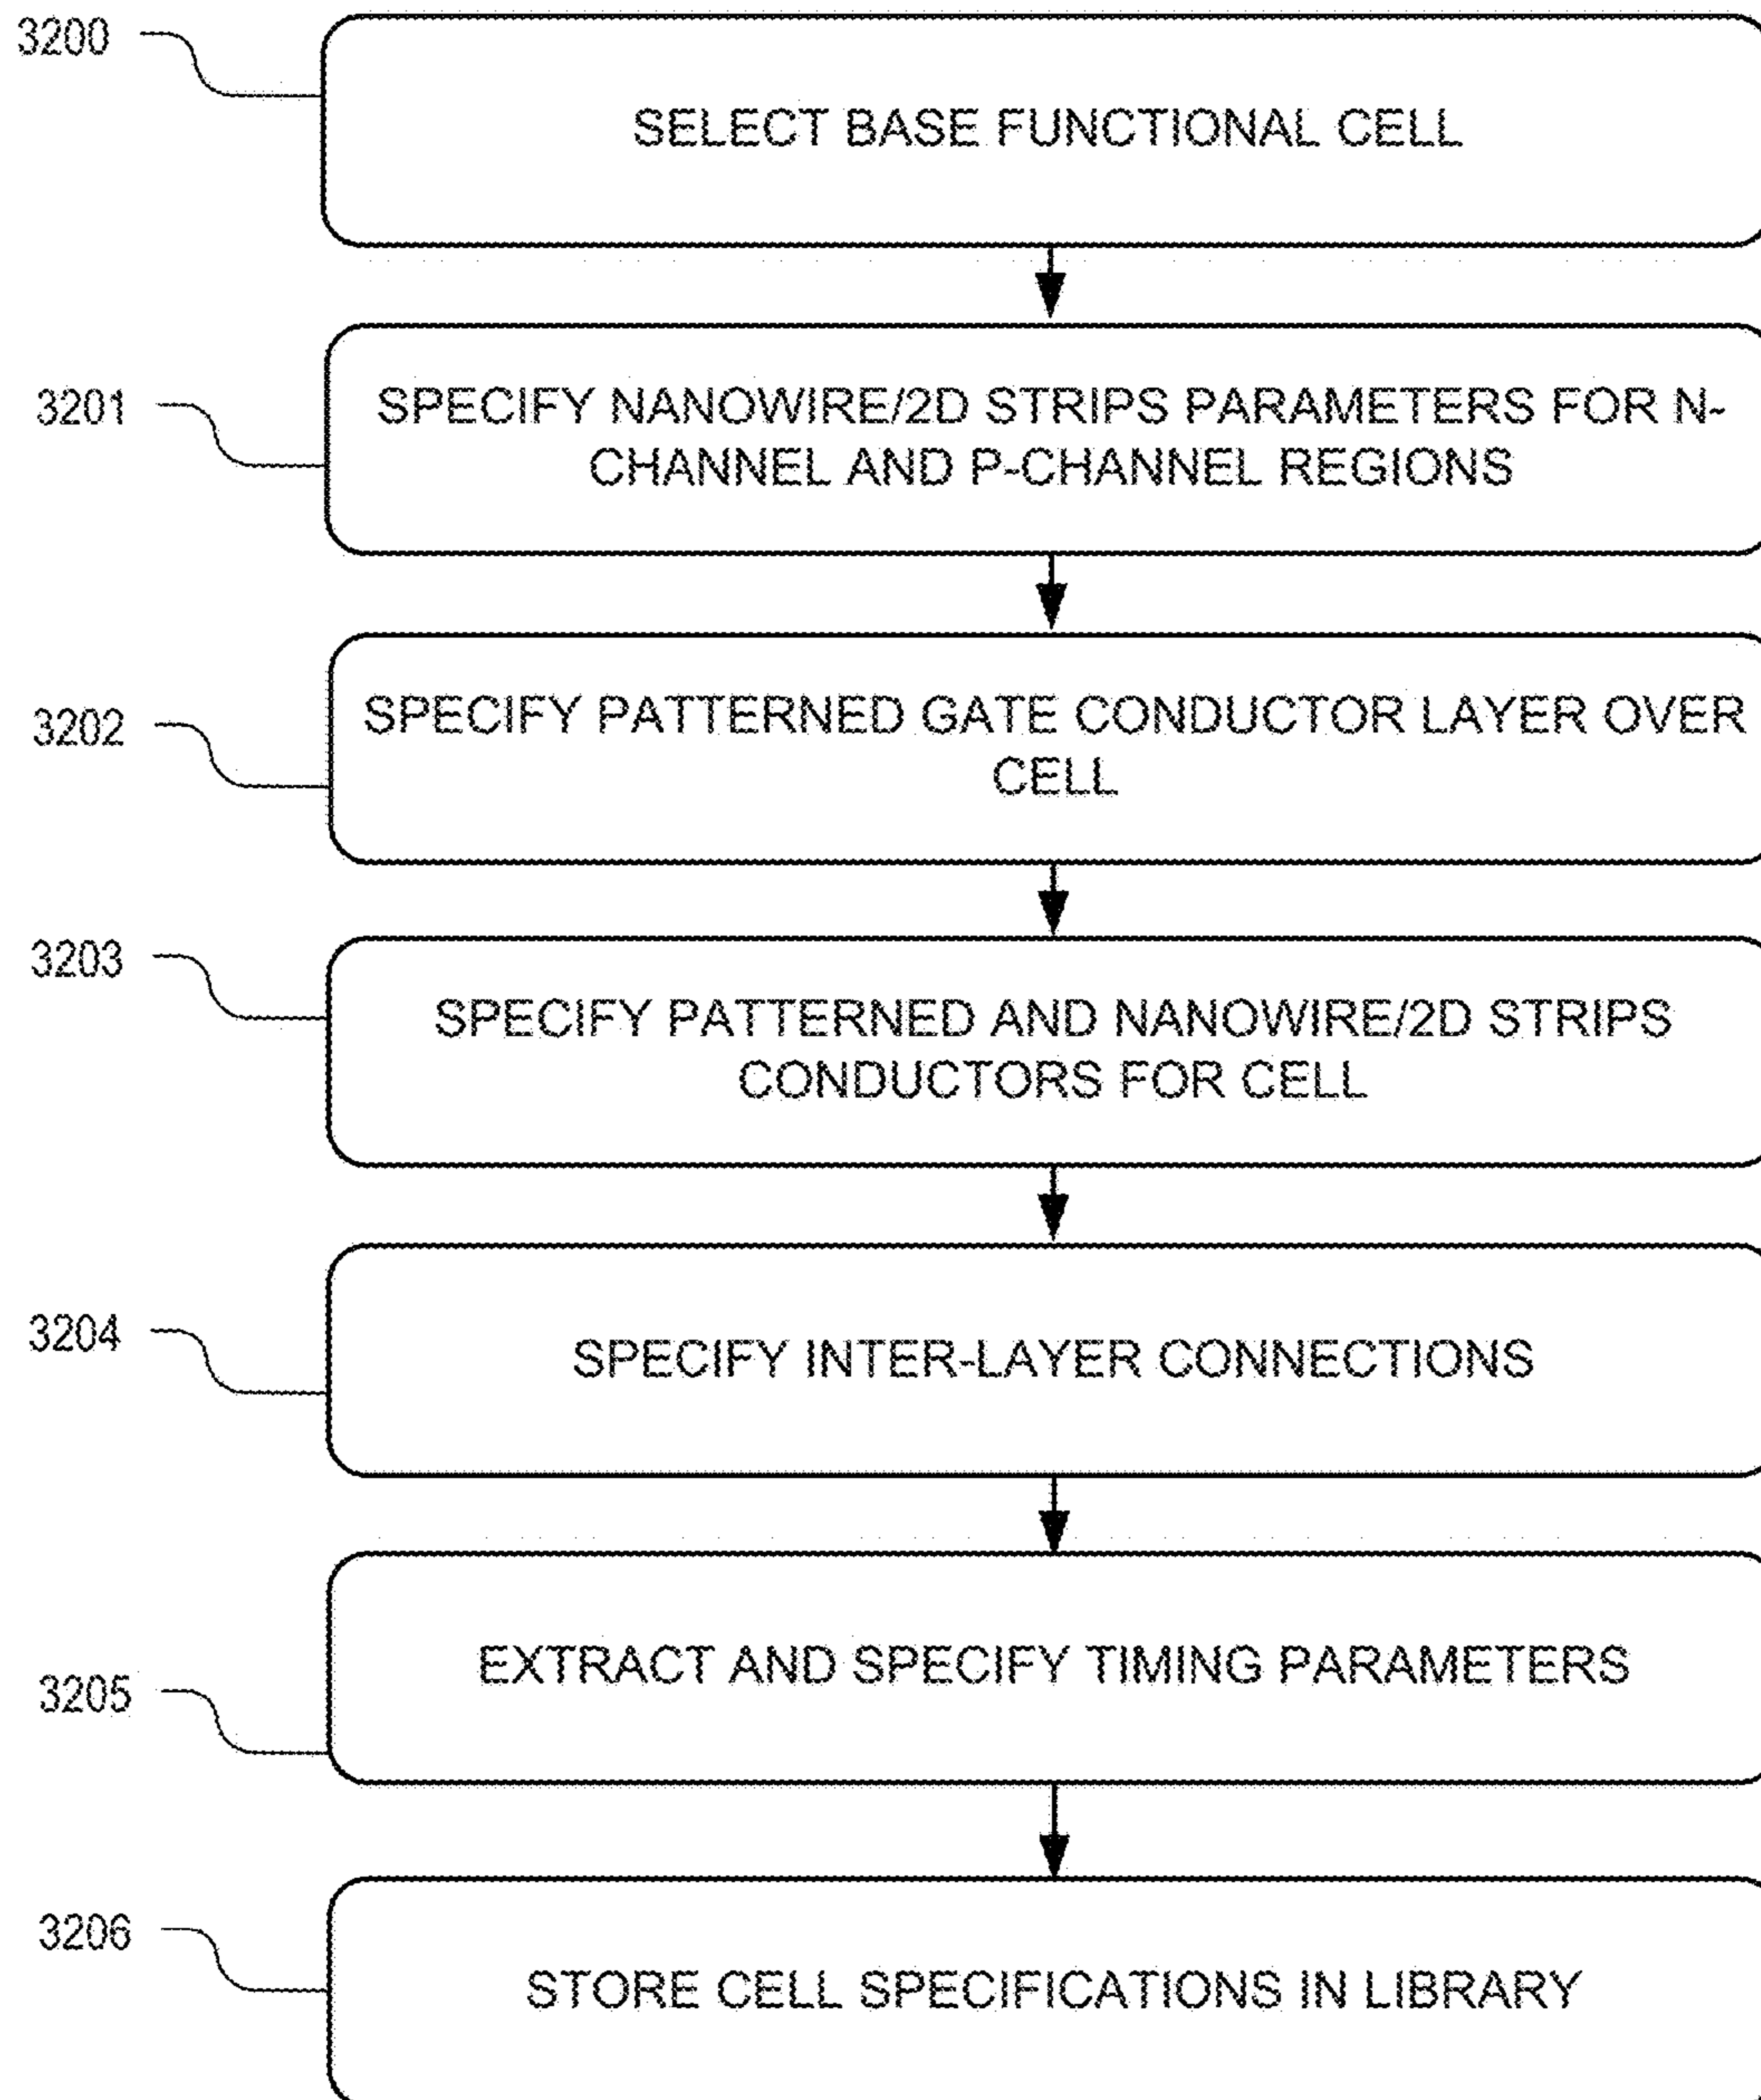 3200
SELECT BASE FUNCTIONAL CELL
3201
SPECIFY NANOWIRE/2D STRIPS PARAMETERS FOR N-
CHANNEL AND P-CHANNEL REGIONS
3202
SPECIFY PATTERNED GATE CONDUCTOR LAYER OVER
CELL
3203
SPECIFY PATTERNED AND NANOWIRE/2D STRIPS
CONDUCTORS FOR CELL
3204
SPECIFY INTER-LAYER CONNECTIONS
3205
EXTRACT AND SPECIFY TIMING PARAMETERS
3206
STORE CELL SPECIFICATIONS IN LIBRARY